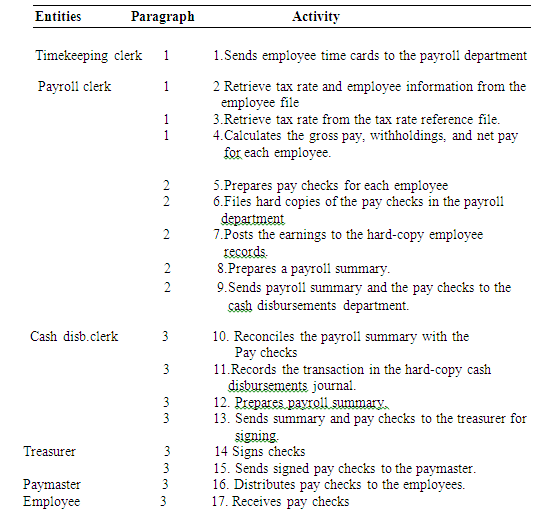 Entities Paragraph Activity
Timekeeping clerk 1 1.Sends employee time cards to the payroll department
Payroll clerk 1 2 Retrieve tax rate and employee information from the
employee file
1 3.Retrieve tax rate from the tax rate reference file.
1 4.Calculates the gross pay, withholdings, and net pay
for each employee.
2 5.Prepares pay checks for each employee
2 6.Files hard copies of the pay checks in the payroll
department
2 7.Posts the earnings to the hard-copy employee
records.
2 8.Prepares a payroll summary.
2 9.Sends payroll summary and the pay checks to the
cash disbursements department.
Cash disb.clerk 3 10. Reconciles the payroll summary with the
Pay checks
3 11.Records the transaction in the hard-copy cash
disbursements journal.
3 12. Prepares payroll summary.
3 13. Sends summary and pay checks to the treasurer for
signing.
Treasurer 3 14 Signs checks
3 15. Sends signed pay checks to the paymaster.
Paymaster 3 16. Distributes pay checks to the employees.
Employee 3 17. Receives pay checks